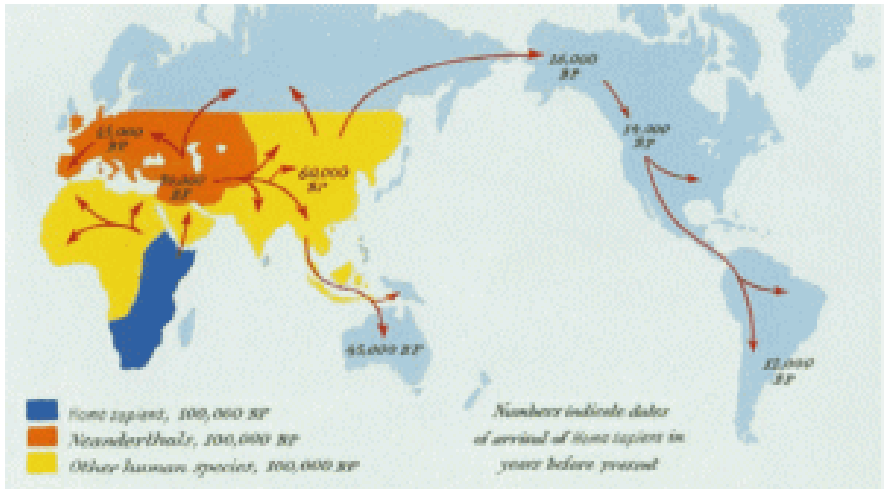 16,000
BP
14,000
BP
45,000
BP
70,000
BP
60,000
BP
45,000 BP
12,000
BP
Homo sapiens, 100,000 BP
Neanderthals, 100,000 BP
Other human species, 100,000 BP
Numbers indicate dates
of arrival of Homo sapiens in
years before present